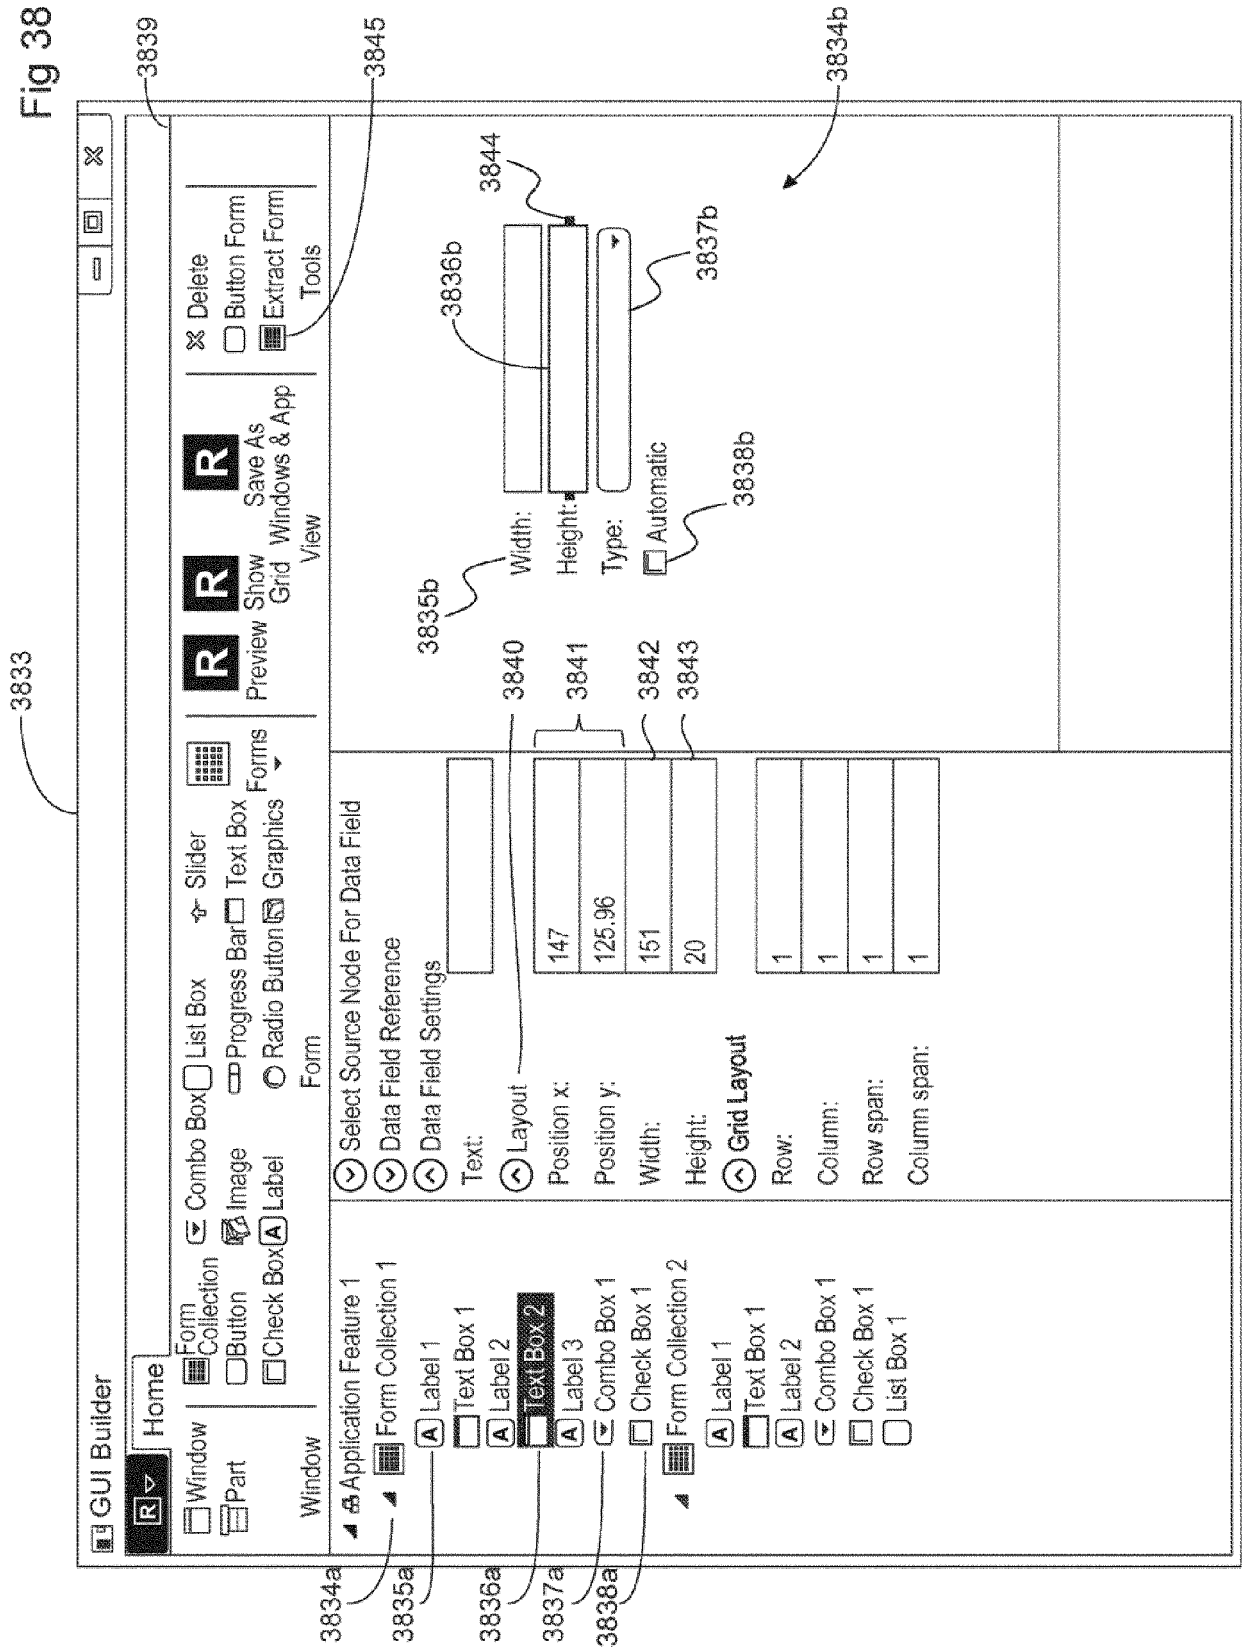 Fig 38
3833
3839
3845
GUI Builder
R
Home
Window
Part
Window
Form
Collection
Button
Check Box
Combo Box
Image
A Label
List Box
Progress Bar
Radio Button
Slider
Text Box
Graphics
Form
Forms
R
Preview
R
Show
Grid
R
Save As
Windows & App
View
Delete
Button Form
Extract Form
Tools
Application Feature 1
Form Collection 1
A Label 1
Text Box 1
A Label 2
Text Box 2
A Label 3
Combo Box 1
Check Box 1
Form Collection 2
A Label 1
Text Box 1
A Label 2
Combo Box 1
Check Box 1
List Box 1
3834a
3835a
3836a
3837a
3838a
Select Source Node For Data Field
Data Field Reference
Data Field Settings
Text:
Layout
Position x: 147
Position y: 125.96
Width: 151
Height: 20
Grid Layout
Row: 1
Column: 1
Row span: 1
Column span: 1
3840
3841
3842
3843
Width:
Height:
Type:
Automatic
3835b
3836b
3844
3837b
3838b
3834b